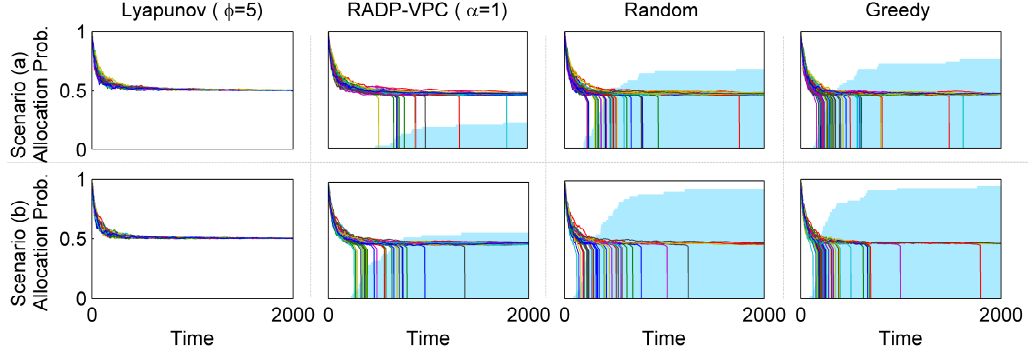 Lyapunov ( ϕ=5) RADP-VPC ( α=1) Random Greedy
Scenario (a)
Allocation Prob.
1
0.5
0
Scenario (b)
Allocation Prob.
1
0.5
0
0 2000 0 2000 0 2000 0 2000
Time Time Time Time